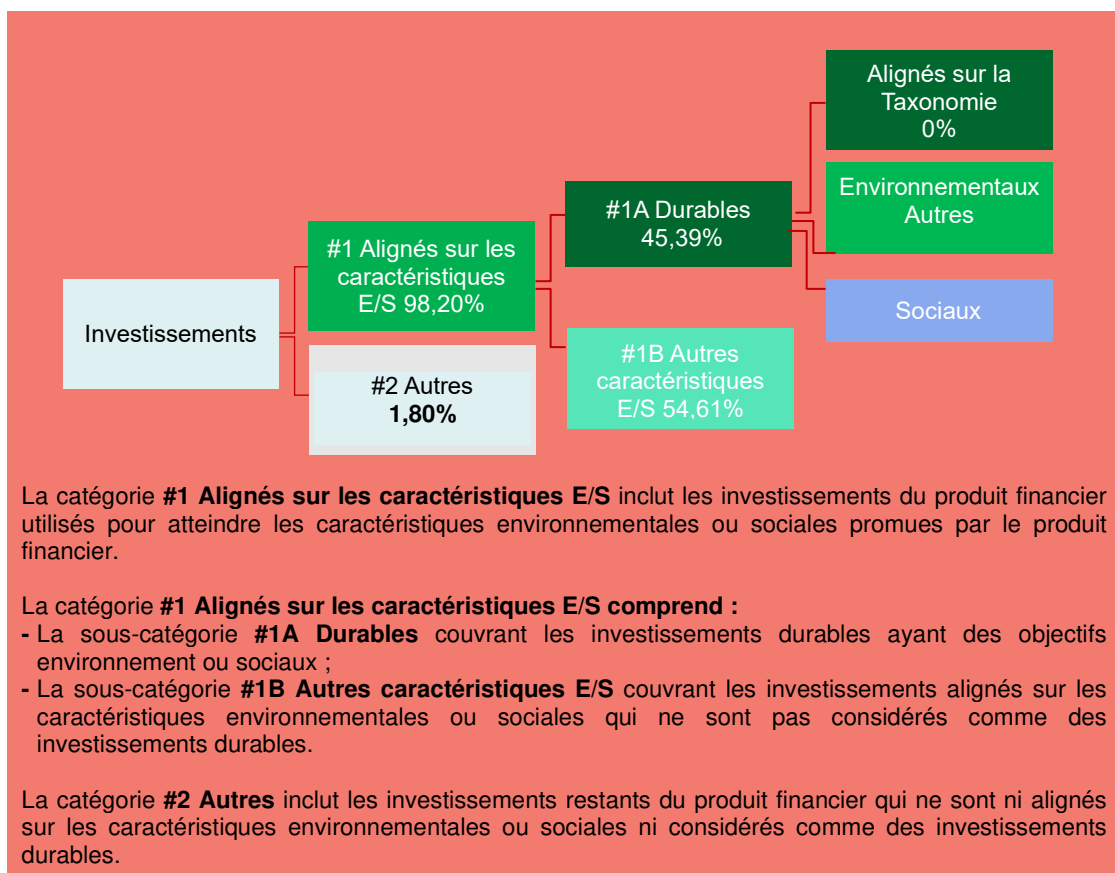 Alignés sur la
Taxonomie
0%
Environnementaux
Autres
#1A Durables
45,39%
#1 Alignés sur les
caractéristiques
E/S 98,20%
Sociaux
Investissements
#1B Autres
caractéristiques
E/S 54,61%
#2 Autres
1,80%
La catégorie #1 Alignés sur les caractéristiques E/S inclut les investissements du produit financier
utilisés pour atteindre les caractéristiques environnementales ou sociales promues par le produit
financier.
La catégorie #1 Alignés sur les caractéristiques E/S comprend :
- La sous-catégorie #1A Durables couvrant les investissements durables ayant des objectifs
environnement ou sociaux ;
- La sous-catégorie #1B Autres caractéristiques E/S couvrant les investissements alignés sur les
caractéristiques environnementales ou sociales qui ne sont pas considérés comme des
investissements durables.
La catégorie #2 Autres inclut les investissements restants du produit financier qui ne sont ni alignés
sur les caractéristiques environnementales ou sociales ni considérés comme des investissements
durables.